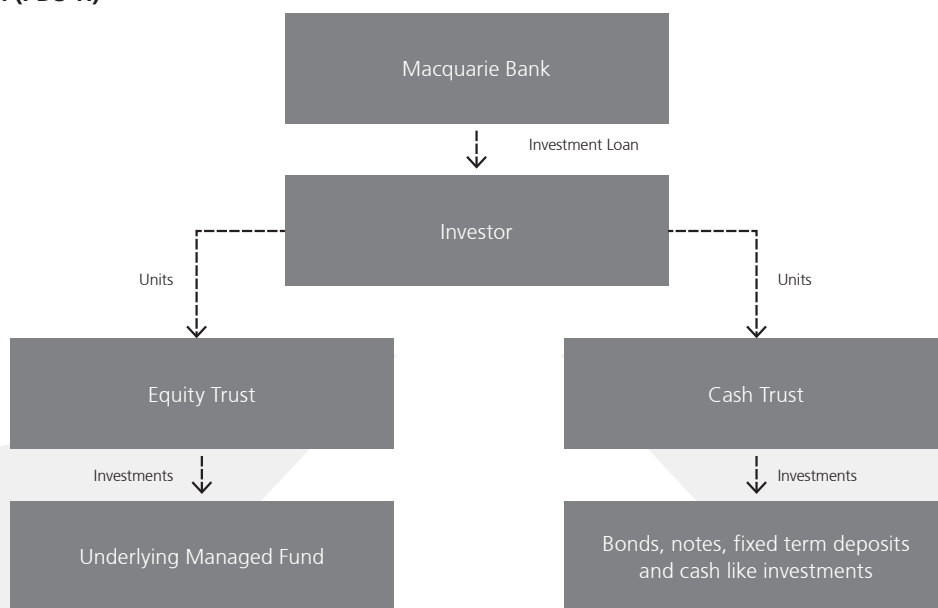 Macquarie Bank
Investment Loan
Investor
Units
Units
Equity Trust
Cash Trust
Investments
Investments
Underlying Managed Fund
Bonds, notes, fixed term deposits
and cash like investments